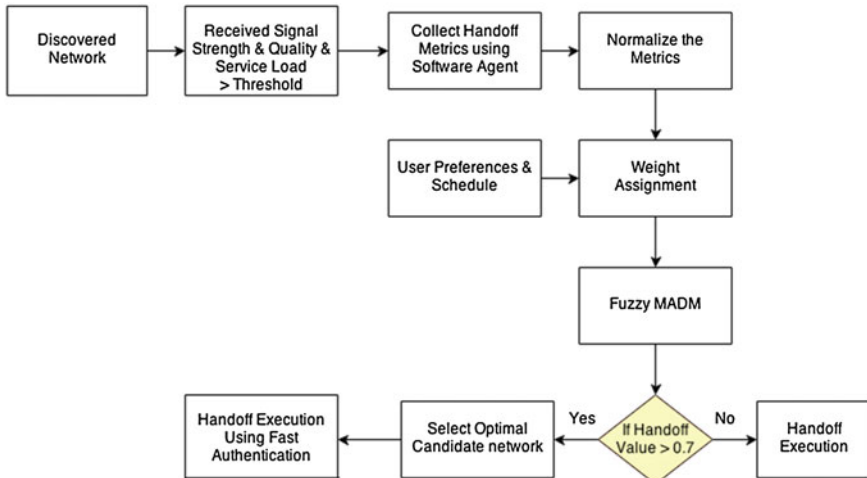 Discovered
Network
Received Signal
Strength & Quality &
Service Load
> Threshold
Collect Handoff
Metrics using
Software Agent
Normalize the
Metrics
User Preferences &
Schedule
Weight
Assignment
Fuzzy MADM
Handoff Execution
Using Fast
Authentication
Select Optimal
Candidate network
Yes
If Handoff
Value > 0.7
No
Handoff
Execution